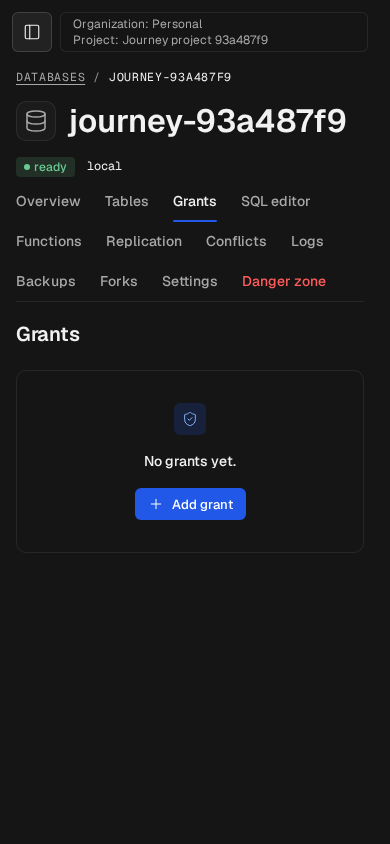 Organization: Personal
Project: Journey project 93a487f9
DATABASES / JOURNEY-93A487F9
journey-93a487f9
ready local
Overview Tables Grants SQL editor
Functions Replication Conflicts Logs
Backups Forks Settings Danger zone
Grants
No grants yet.
Add grant